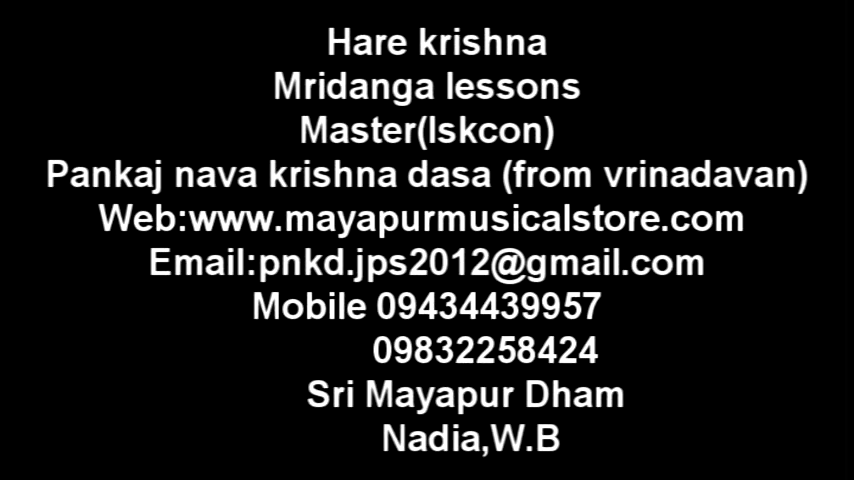 Hare krishna
Mridanga lessons
Master(Iskcon)
Pankaj nava krishna dasa (from vrinadavan)
Web:www.mayapurmusicalstore.com
Email:pnkd.jps2012@gmail.com
Mobile 09434439957
09832258424
Sri Mayapur Dham
Nadia,W.B